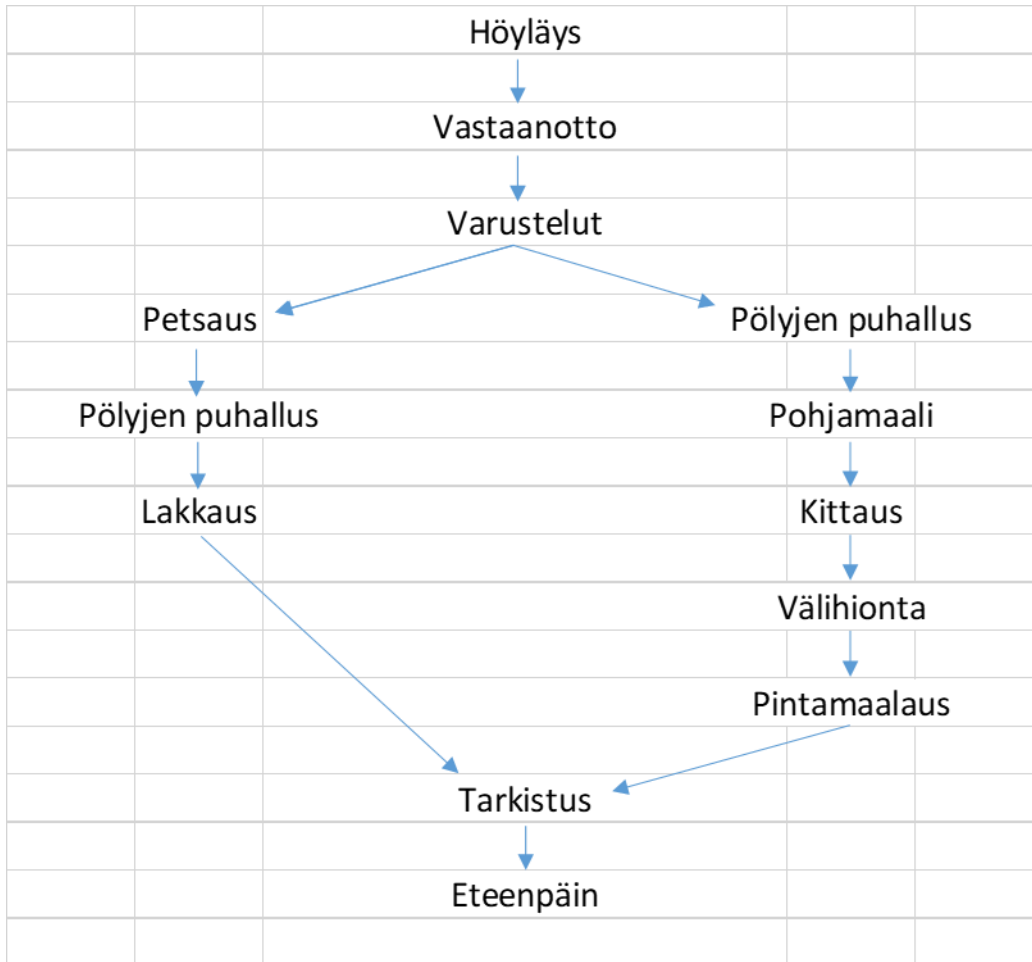 Höyläys
Vastaanotto
Varustelut
Petsaus
Pölyjen puhallus
Pölyjen puhallus
Pohjamaali
Lakkaus
Kittaus
Välihionta
Pintamaalaus
Tarkistus
Eteenpäin